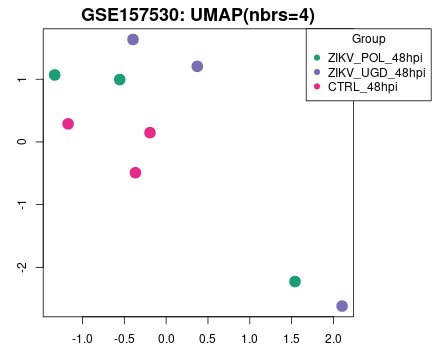 GSE157530: UMAP(nbrs=4)
Group
ZIKV_POL_48hpi
ZIKV_UGD_48hpi
CTRL_48hpi
1
0
-1
-2
-1.0 -0.5 0.0 0.5 1.0 1.5 2.0